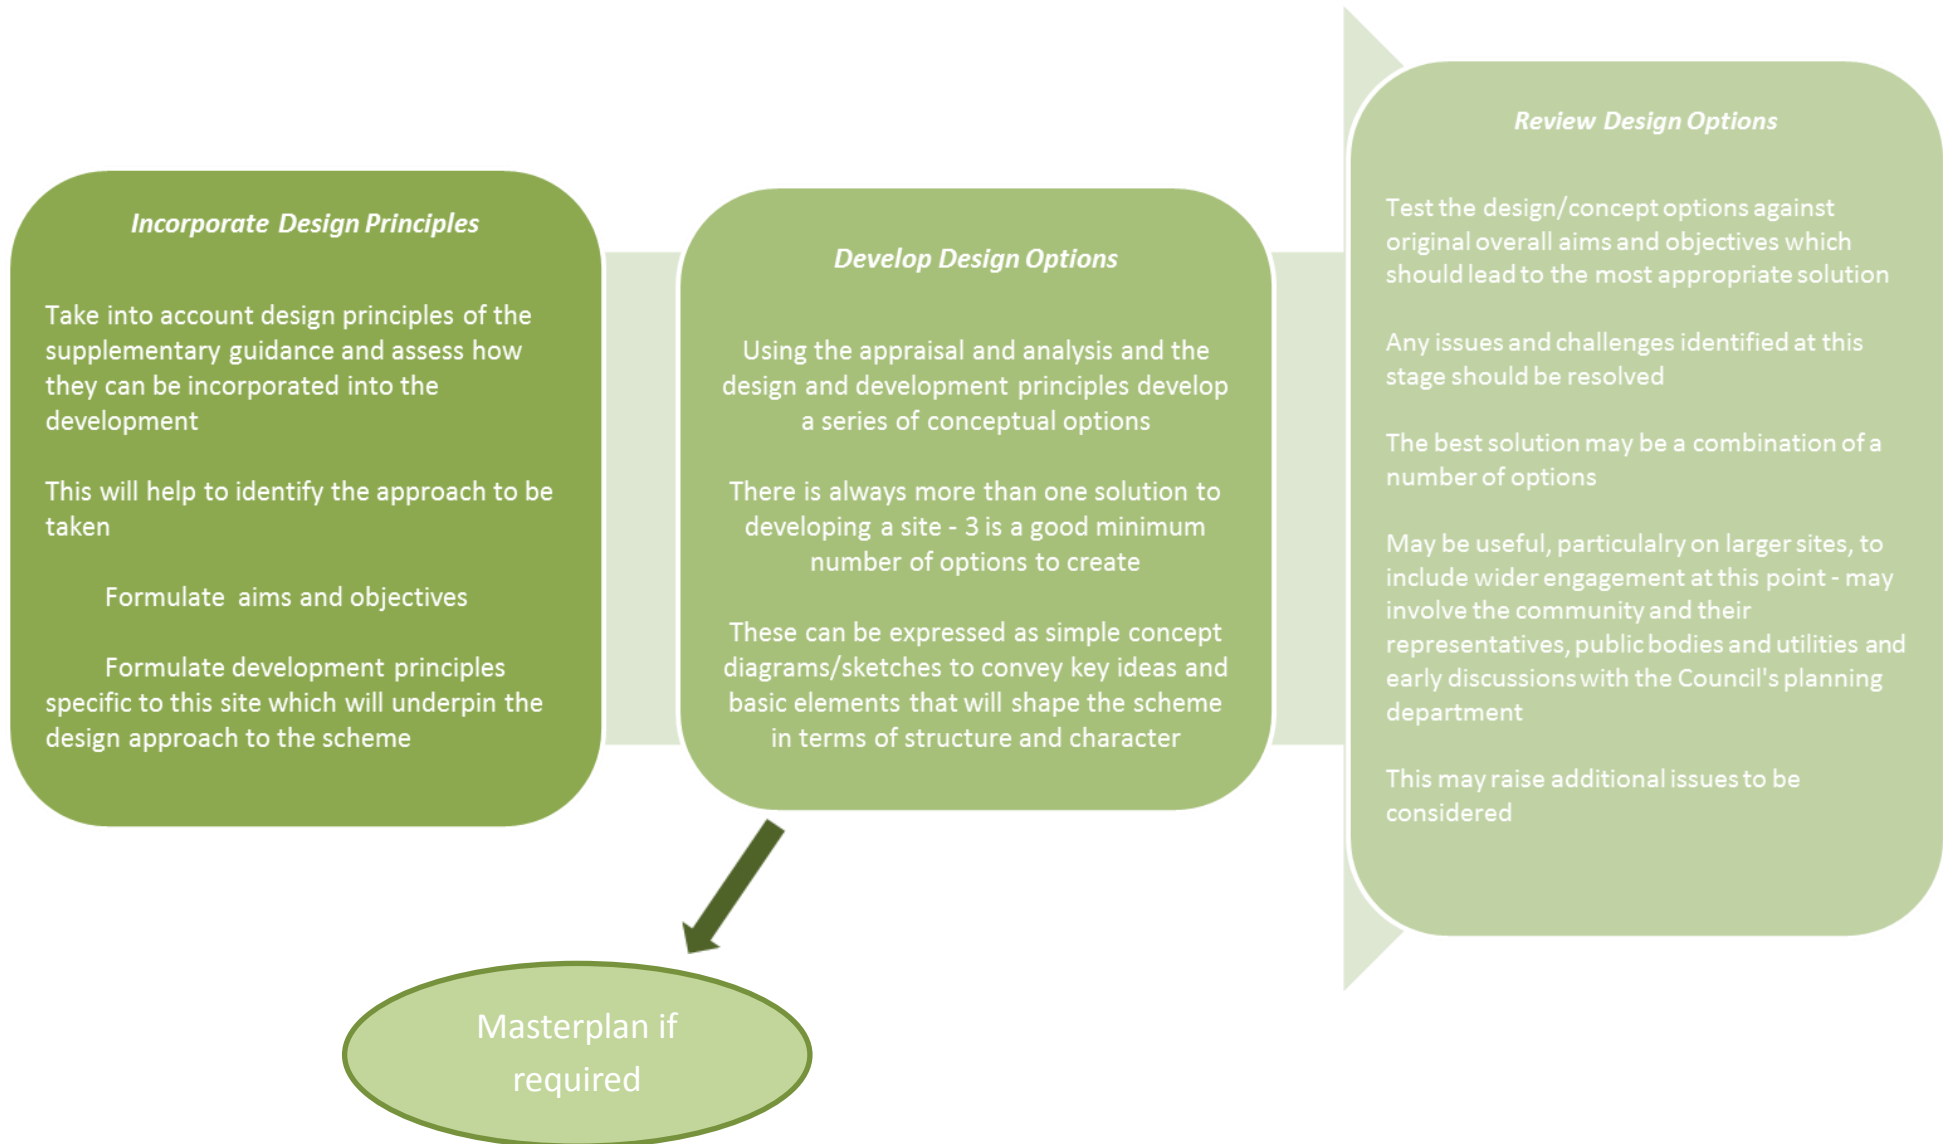 Incorporate Design Principles
Take into account design principles of the
supplementary guidance and assess how
they can be incorporated into the
development
This will help to identify the approach to be
taken
Formulate aims and objectives
Formulate development principles
specific to this site which will underpin the
design approach to the scheme
Develop Design Options
Using the appraisal and analysis and the
design and development principles develop
a series of conceptual options
There is always more than one solution to
developing a site - 3 is a good minimum
number of options to create
These can be expressed as simple concept
diagrams/sketches to convey key ideas and
basic elements that will shape the scheme
in terms of structure and character
Review Design Options
Test the design/concept options against
original overall aims and objectives which
should lead to the most appropriate solution
Any issues and challenges identified at this
stage should be resolved
The best solution may be a combination of a
number of options
May be useful, particulalry on larger sites, to
include wider engagement at this point - may
involve the community and their
representatives, public bodies and utilities and
early discussions with the Council's planning
department
This may raise additional issues to be
considered
Masterplan if
required